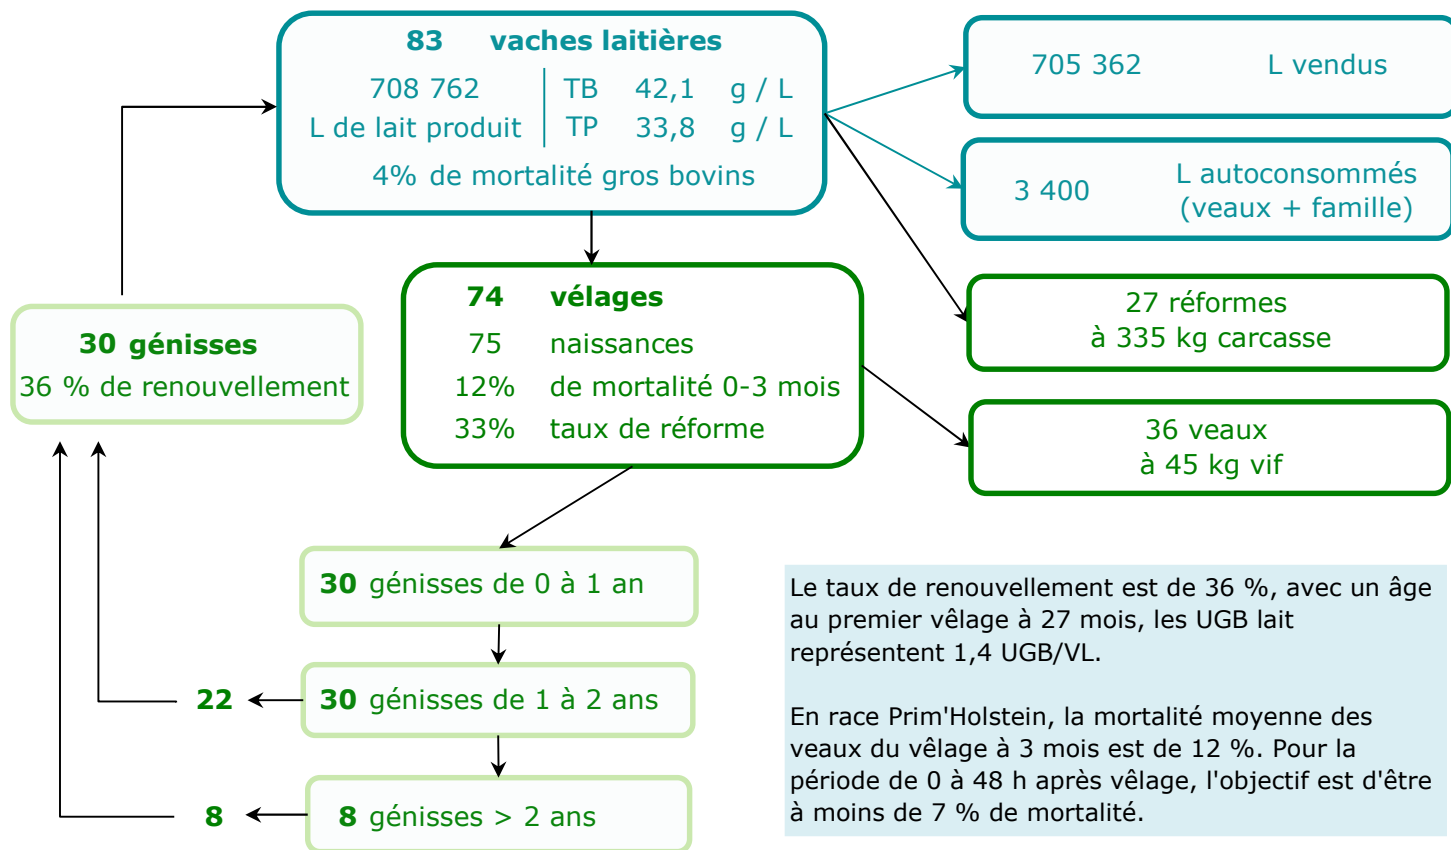 83 vaches laitières
708 762
L de lait produit
TB 42,1 g / L
TP 33,8 g / L
4% de mortalité gros bovins
705 362 L vendus
3 400 L autoconsommés
(veaux + famille)
27 réformes
à 335 kg carcasse
36 veaux
à 45 kg vif
74 vélages
75 naissances
12% de mortalité 0-3 mois
33% taux de réforme
30 génisses
36 % de renouvellement
30 génisses de 0 à 1 an
22
30 génisses de 1 à 2 ans
8
8 génisses > 2 ans
Le taux de renouvellement est de 36 %, avec un âge
au premier vêlage à 27 mois, les UGB lait
représentent 1,4 UGB/VL.
En race Prim'Holstein, la mortalité moyenne des
veaux du vêlage à 3 mois est de 12 %. Pour la
période de 0 à 48 h après vêlage, l'objectif est d'être
à moins de 7 % de mortalité.